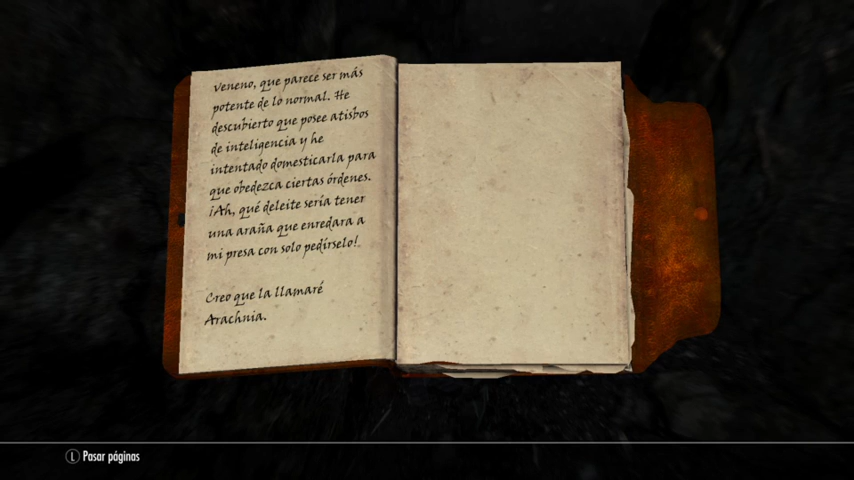 Veneno, que parece ser más
potente de lo normal. He
descubierto que posee atisbos
de inteligencia y he
intentado domesticarla para
que obedezca ciertas órdenes.
¡Ah, qué deleite sería tener
una araña que enredara a
mi presa con solo pedírselo!
Creo que la llamaré
Arachnia.
L Pasar páginas